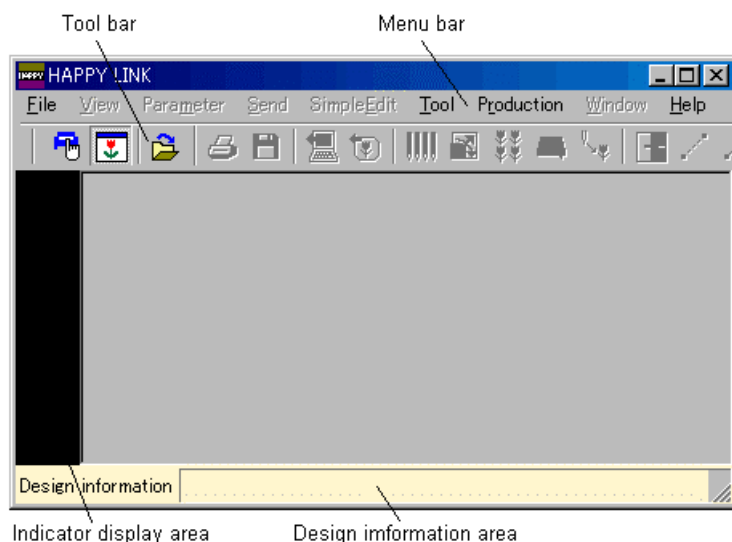 Tool bar Menu bar
HAPPY HAPPY LINK
File View Parameter Send SimpleEdit Tool Production Window Help
Design information
Indicator display area Design imformation area